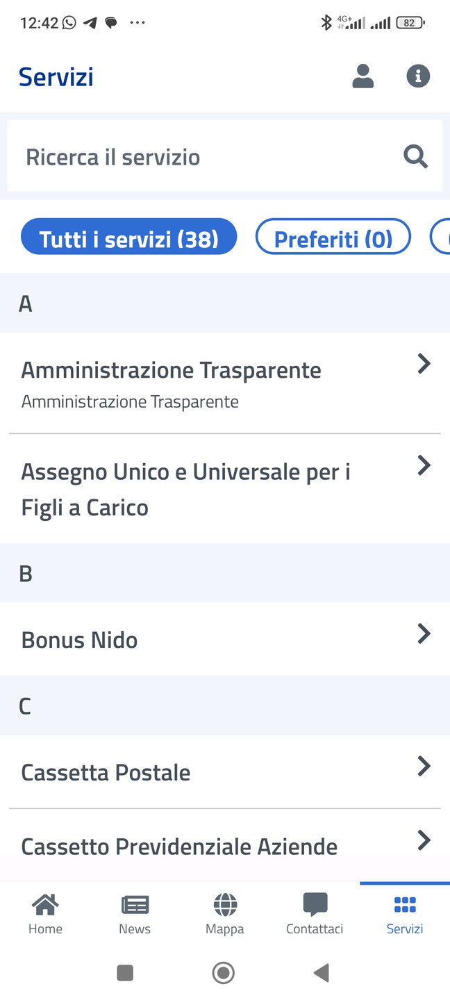 12:42 ... 4G+ 82
Servizi
Ricerca il servizio
Tutti i servizi (38) Preferiti (0)
A
Amministrazione Trasparente
Amministrazione Trasparente
Assegno Unico e Universale per i
Figli a Carico
B
Bonus Nido
C
Cassetta Postale
Cassetto Previdenziale Aziende
Home News Mappa Contattaci Servizi